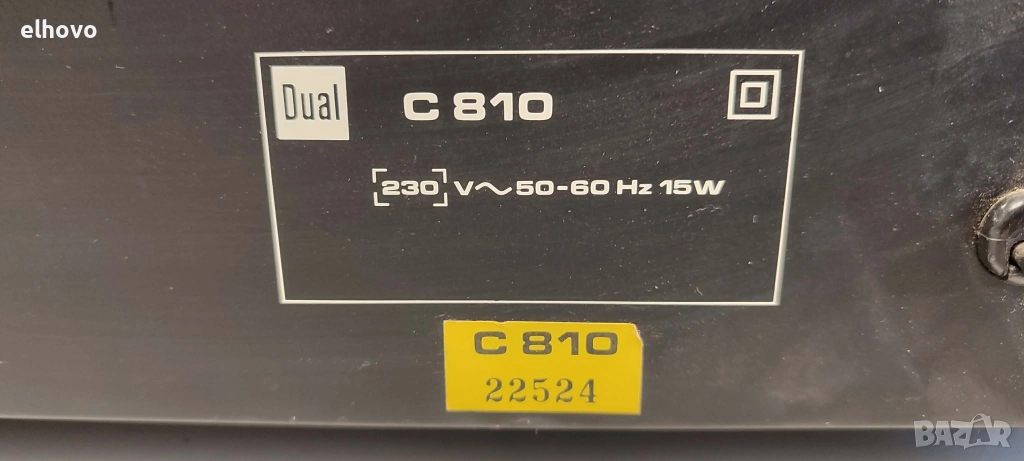 elhovo
Dual C 810
[230] V~50-60 Hz 15W
C 810
22524
BAZAR